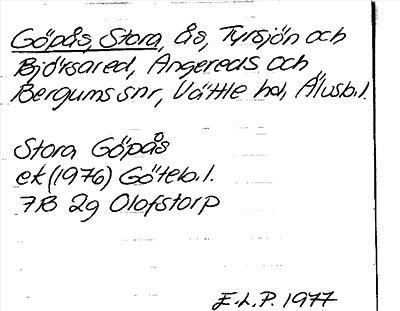 Göpås, Stora, ås, Tyrsjön och
Björsared, Angereds och
Bergums snr, Vättle hd, Älvsb.l.
Stora Göpås
ek (1976) Göteb.l.
7B 2g Olofstorp
E.L.P. 1977